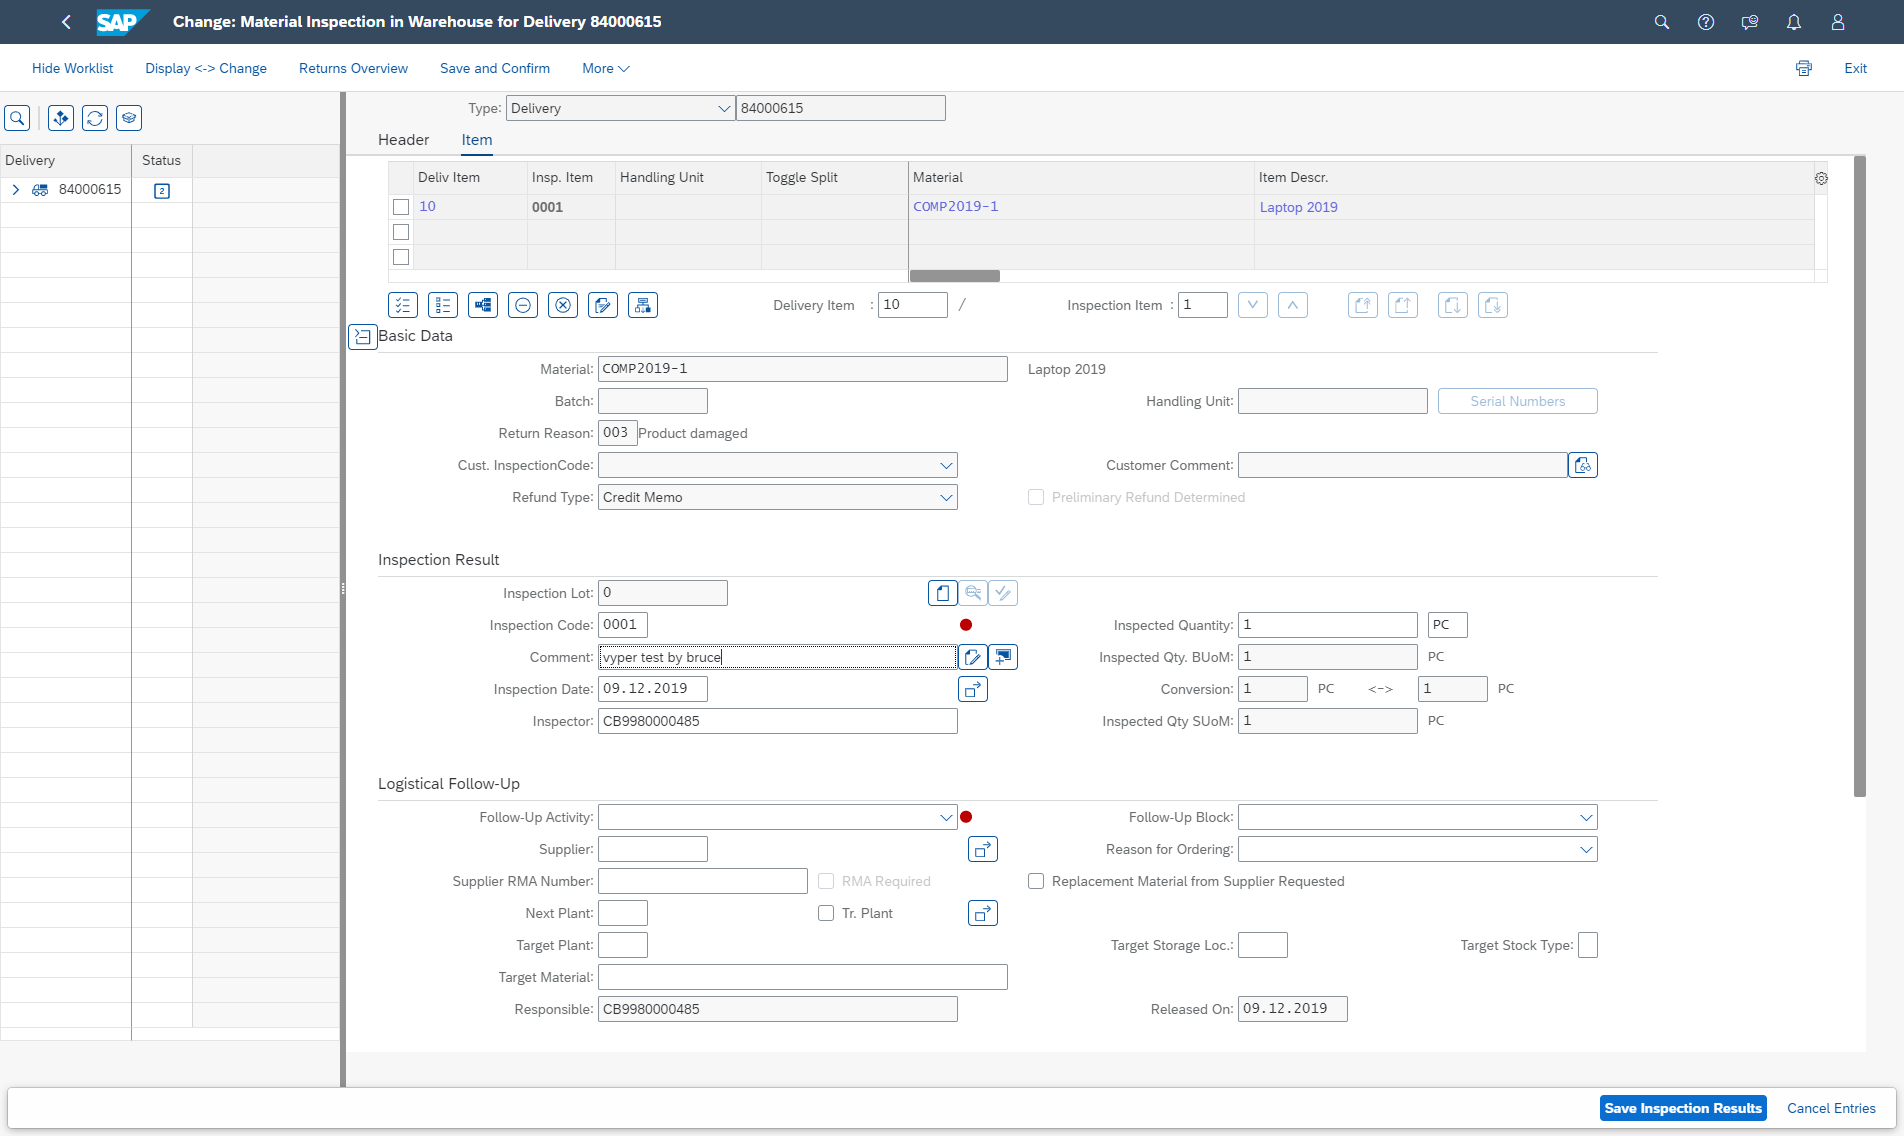 SAP Change: Material Inspection in Warehouse for Delivery 84000615
Hide Worklist Display <-> Change Returns Overview Save and Confirm More Exit
Type: Delivery 84000615
Header Item
Delivery Status
84000615 2
Deliv Item Insp. Item Handling Unit Toggle Split Material Item Descr.
10 0001 COMP2019-1 Laptop 2019
Delivery Item : 10 / Inspection Item : 1
Basic Data
Material: COMP2019-1 Laptop 2019
Batch: Handling Unit: Serial Numbers
Return Reason: 003 Product damaged
Cust. InspectionCode: Customer Comment:
Refund Type: Credit Memo Preliminary Refund Determined
Inspection Result
Inspection Lot: 0
Inspection Code: 0001 Inspected Quantity: 1 PC
Comment: vyper test by bruce Inspected Qty. BUoM: 1 PC
Inspection Date: 09.12.2019 Conversion: 1 PC <-> 1 PC
Inspector: CB9980000485 Inspected Qty SUoM: 1 PC
Logistical Follow-Up
Follow-Up Activity: Follow-Up Block:
Supplier: Reason for Ordering:
Supplier RMA Number: RMA Required Replacement Material from Supplier Requested
Next Plant: Tr. Plant
Target Plant: Target Storage Loc.: Target Stock Type:
Target Material:
Responsible: CB9980000485 Released On: 09.12.2019
Save Inspection Results Cancel Entries